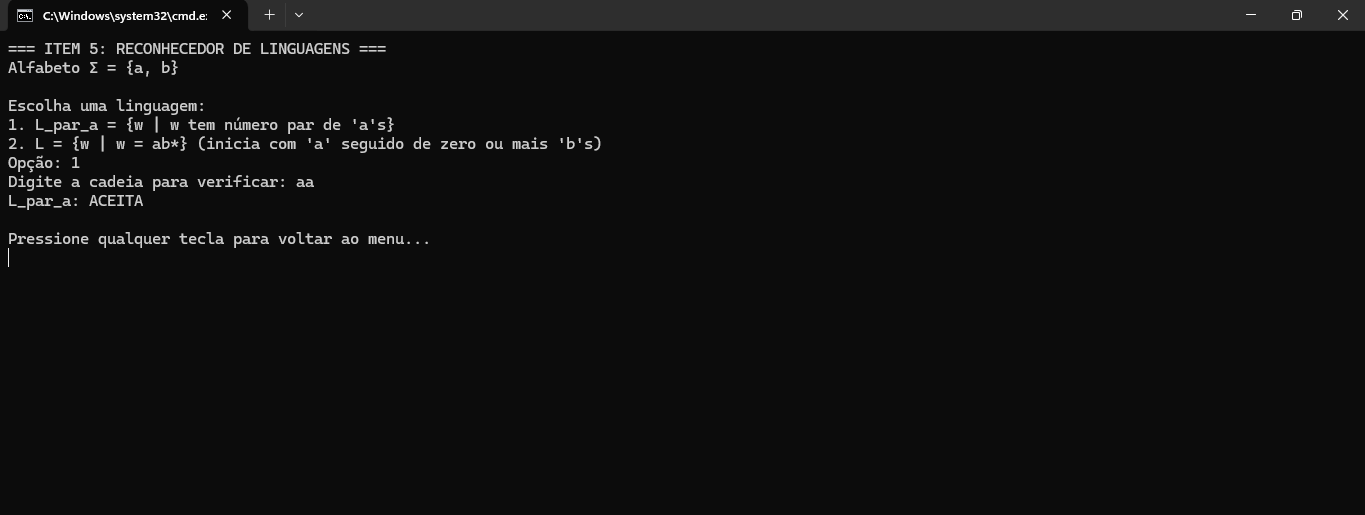 C:\Windows\system32\cmd.e:
=== ITEM 5: RECONHECEDOR DE LINGUAGENS ===
Alfabeto Σ = {a, b}
Escolha uma linguagem:
1. L_par_a = {w | w tem número par de 'a's}
2. L = {w | w = ab*} (inicia com 'a' seguido de zero ou mais 'b's)
Opção: 1
Digite a cadeia para verificar: aa
L_par_a: ACEITA
Pressione qualquer tecla para voltar ao menu...